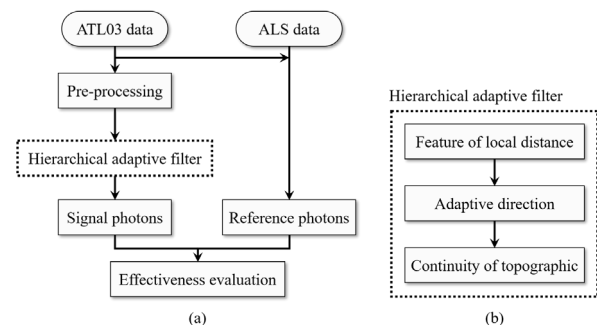 ATL03 data
ALS data
Pre-processing
Hierarchical adaptive filter
Signal photons
Reference photons
Effectiveness evaluation
(a)
Hierarchical adaptive filter
Feature of local distance
Adaptive direction
Continuity of topographic
(b)